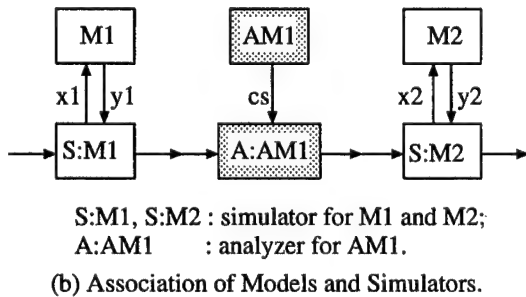 M1 AM1 M2
x1 y1 cs x2 y2
S:M1 A:AM1 S:M2
S:M1, S:M2 : simulator for M1 and M2;
A:AM1 : analyzer for AM1.
(b) Association of Models and Simulators.